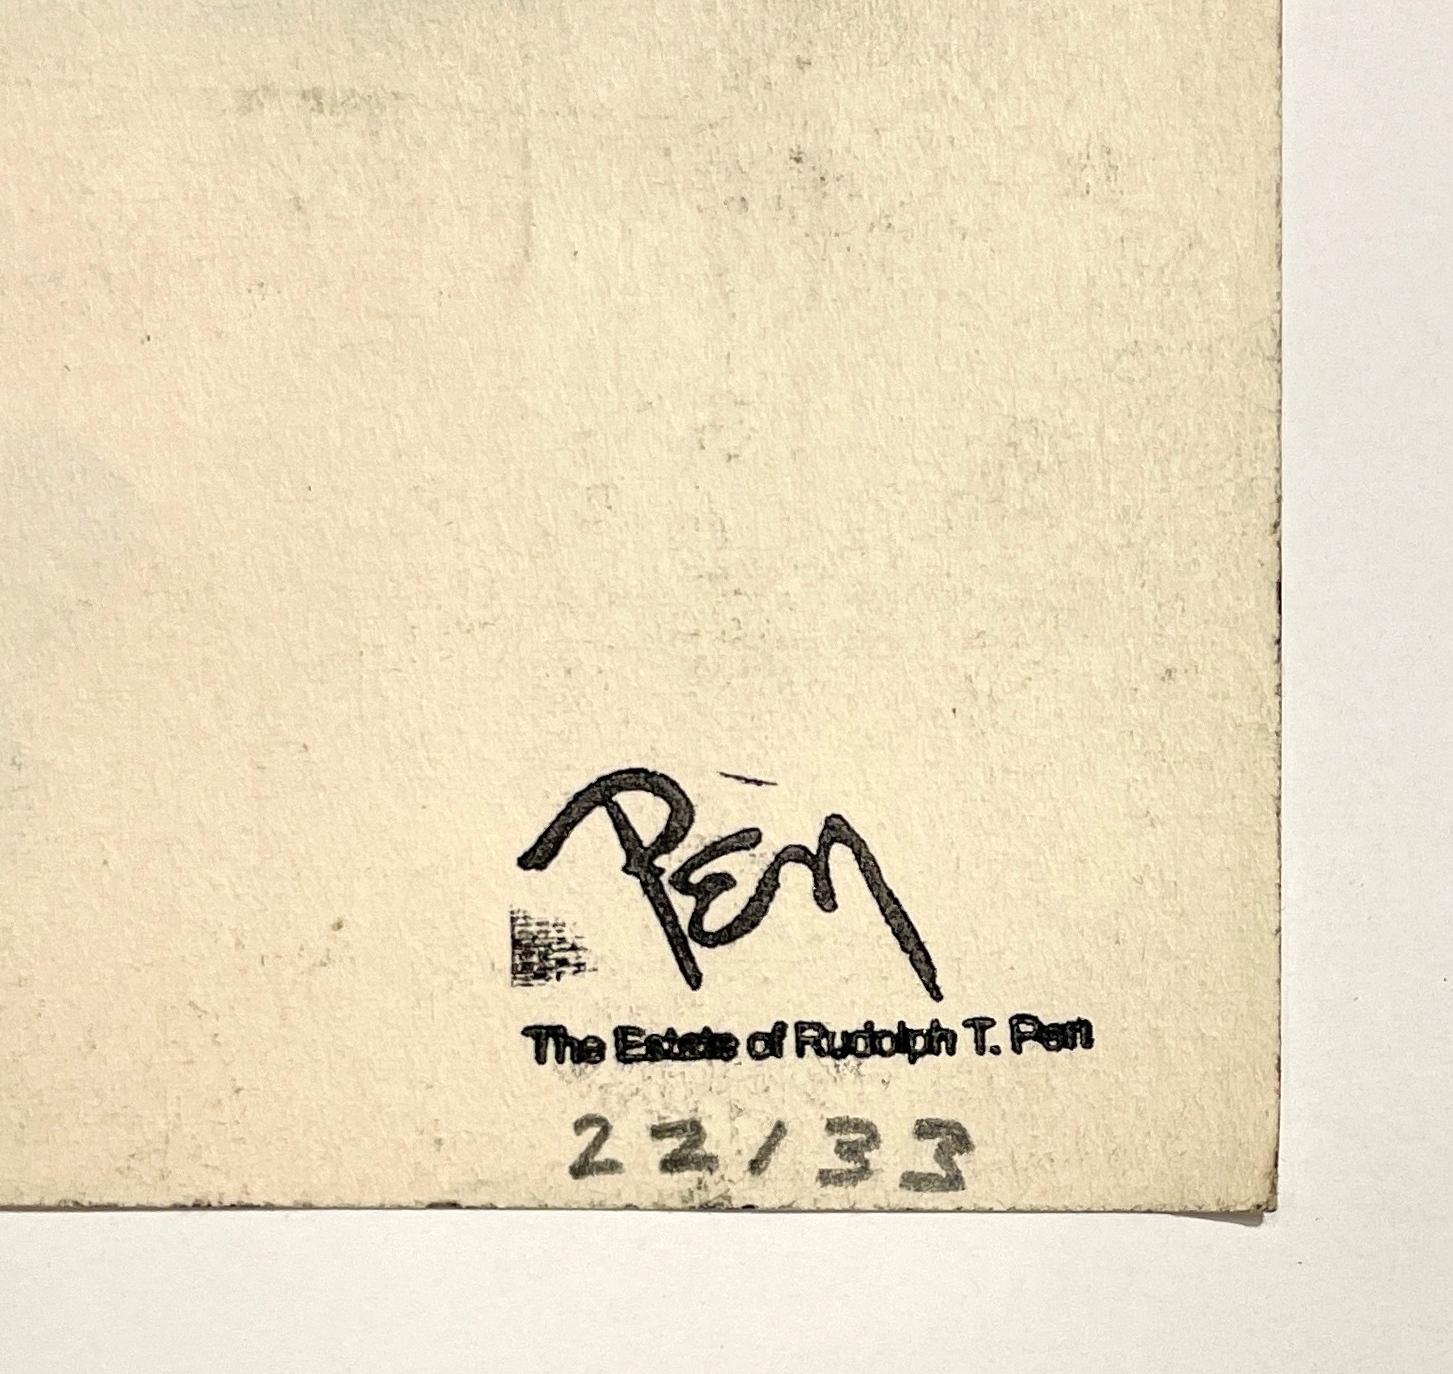 Pen
The Estate of Rudolph T. Pen
22/33